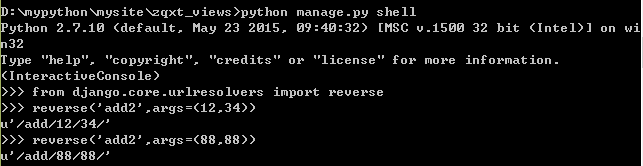 D:\mypython\mysite\zqxt_views>python manage.py shell
Python 2.7.10 (default, May 23 2015, 09:40:32) [MSC v.1500 32 bit (Intel)] on wi
n32
Type "help", "copyright", "credits" or "license" for more information.
(InteractiveConsole)
>>> from django.core.urlresolvers import reverse
>>> reverse('add2',args=(12,34))
u'/add/12/34/'
>>> reverse('add2',args=(88,88))
u'/add/88/88/'